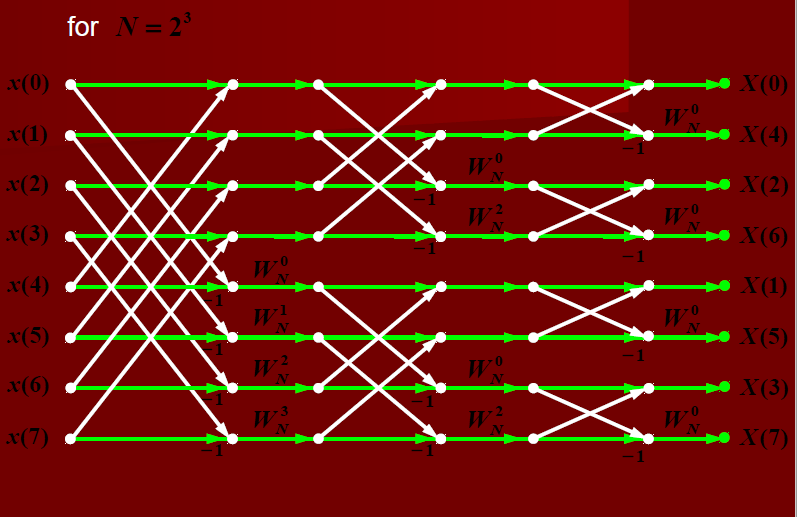 for N = 2³
x(0) X(0)
W_N^0
x(1) −1 X(4)
W_N^0
x(2) −1 X(2)
W_N^2 W_N^0
x(3) −1 −1 X(6)
W_N^0
x(4) −1 X(1)
W_N^1 W_N^0
x(5) −1 −1 X(5)
W_N^2 W_N^0
x(6) −1 −1 X(3)
W_N^3 W_N^2 W_N^0
x(7) −1 −1 −1 X(7)